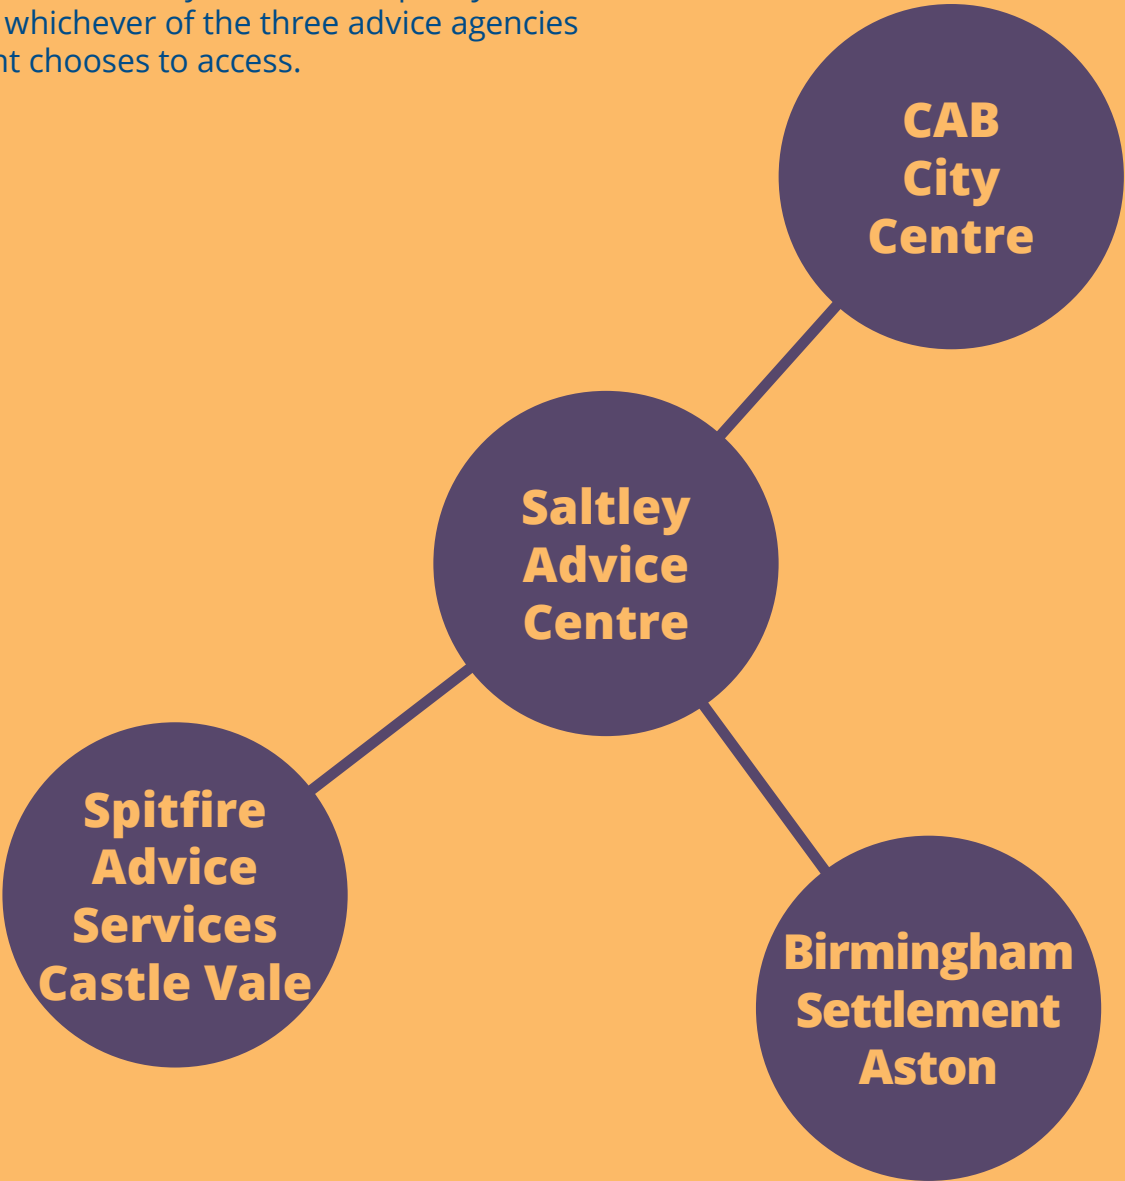 whichever of the three advice agencies
chooses to access.
CAB
City
Centre
Saltley
Advice
Centre
Spitfire
Advice
Services
Castle Vale
Birmingham
Settlement
Aston